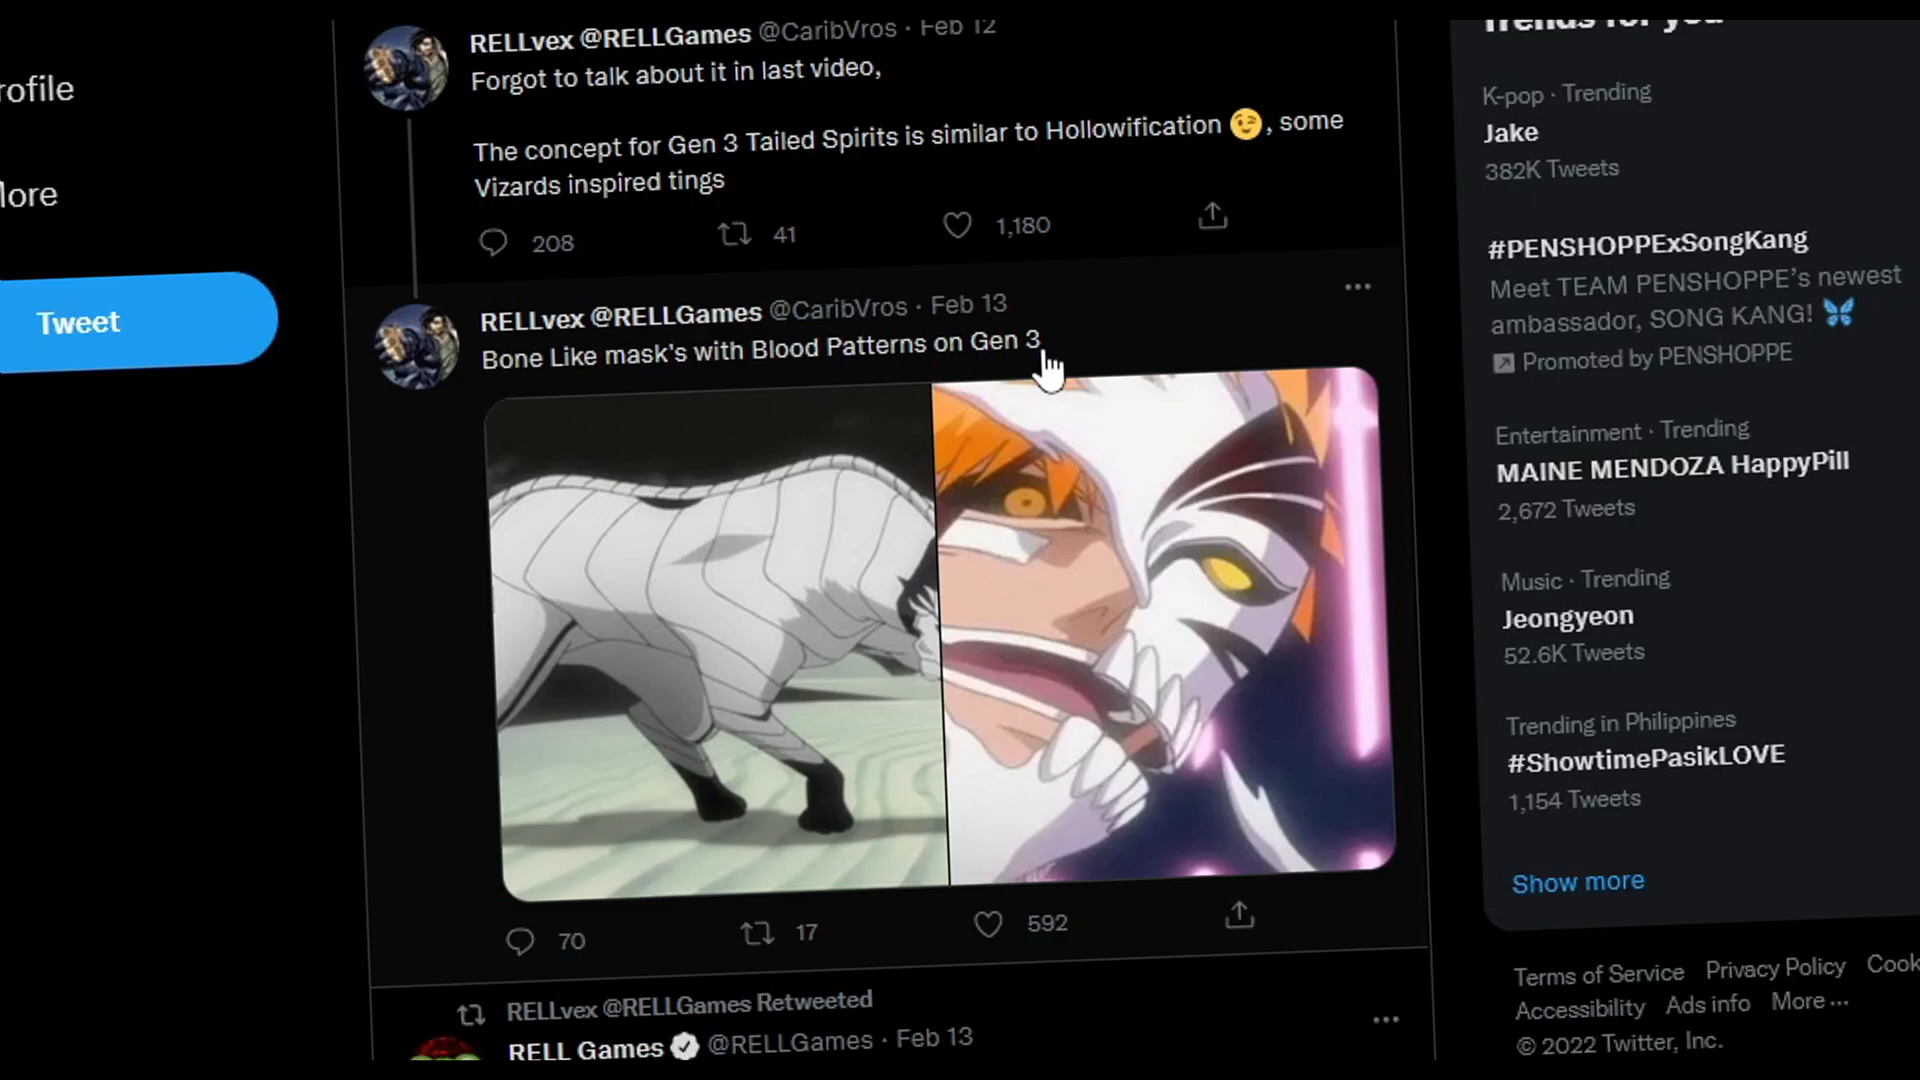 rofile
More
Tweet
RELLvex @RELLGames @CaribVros · Feb 12
Forgot to talk about it in last video,
The concept for Gen 3 Tailed Spirits is similar to Hollowification 😉, some
Vizards inspired tings
208 41 1,180
RELLvex @RELLGames @CaribVros · Feb 13
Bone Like mask's with Blood Patterns on Gen 3
70 17 592
RELLvex @RELLGames Retweeted
RELL Games @RELLGames · Feb 13
Trends for you
K-pop · Trending
Jake
382K Tweets
#PENSHOPPExSongKang
Meet TEAM PENSHOPPE's newest
ambassador, SONG KANG! 🦋
Promoted by PENSHOPPE
Entertainment · Trending
MAINE MENDOZA HappyPill
2,672 Tweets
Music · Trending
Jeongyeon
52.6K Tweets
Trending in Philippines
#ShowtimePasikLOVE
1,154 Tweets
Show more
Terms of Service Privacy Policy Cook
Accessibility Ads info More ...
© 2022 Twitter, Inc.